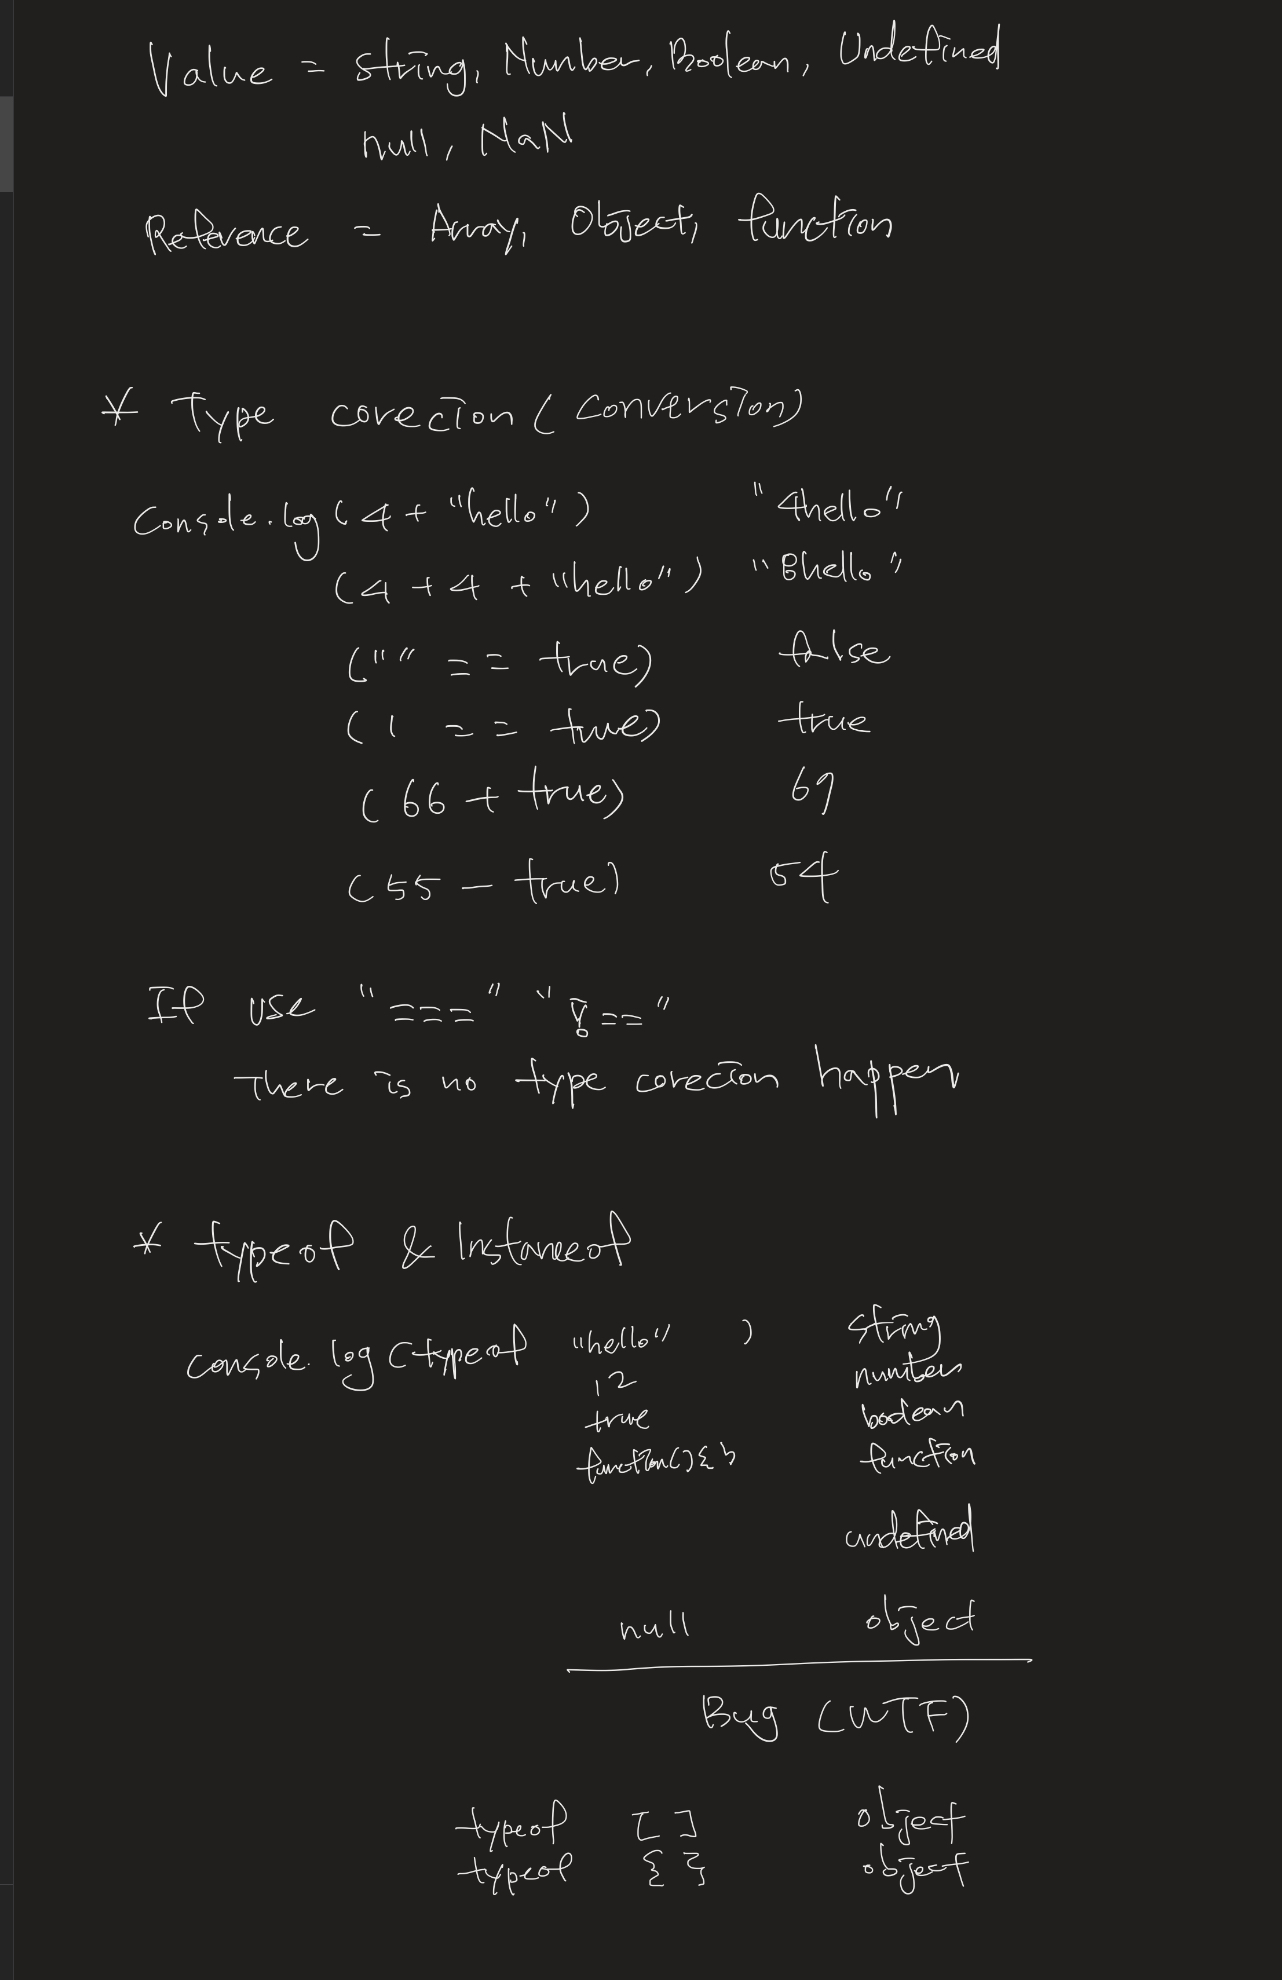 Value = string, Number, Boolean, Undefined
null, NaN
Reference = Array, Object, function
* Type corection (conversion)
Console.log (4 + "hello") "4hello"
(4 + 4 + "hello") "8hello"
("" == true) false
(1 == true) true
(66 + true) 69
(55 - true) 54
If use "===" "!=="
There is no type corection happen
* typeof & Instanceof
console.log (typeof "hello" ) string
12 number
true boolean
function(){} function
undefined
null object
Bug (WTF)
typeof [ ] object
typeof { } object